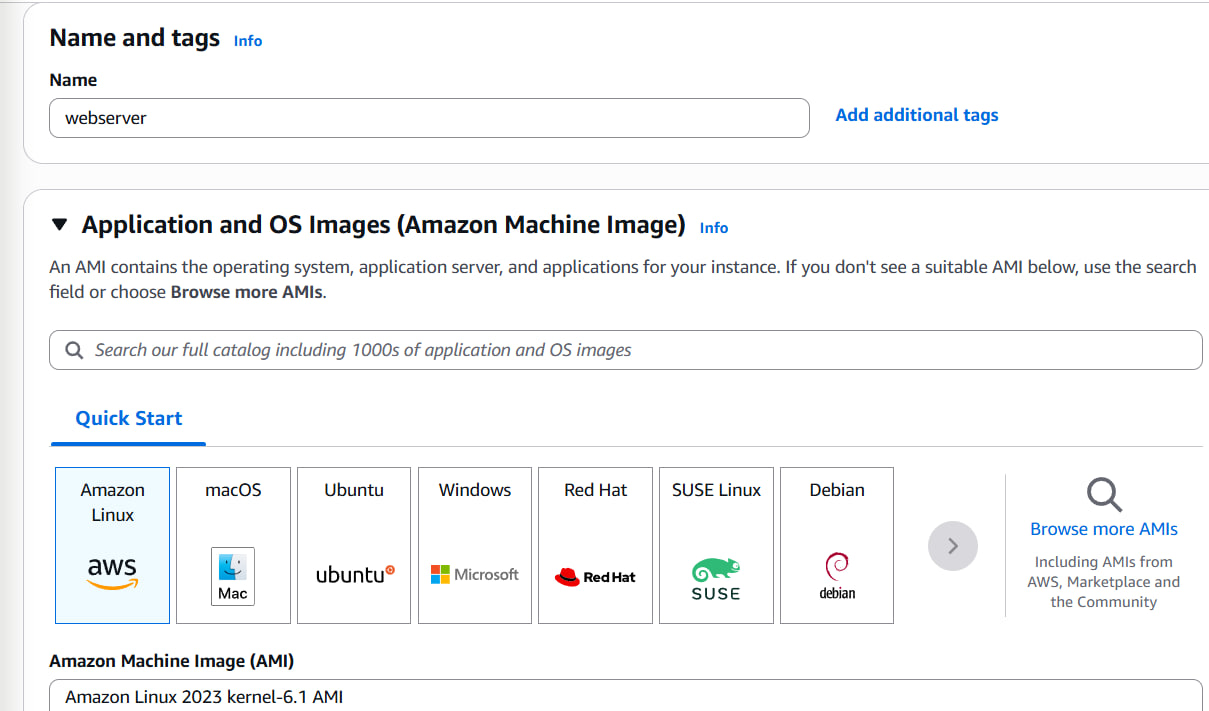 Name and tags Info
Name
webserver
Add additional tags
Application and OS Images (Amazon Machine Image) Info
An AMI contains the operating system, application server, and applications for your instance. If you don't see a suitable AMI below, use the search
field or choose Browse more AMIs.
Search our full catalog including 1000s of application and OS images
Quick Start
Amazon
Linux
aws
macOS
Mac
Ubuntu
ubuntu
Windows
Microsoft
Red Hat
Red Hat
SUSE Linux
SUSE
Debian
debian
Browse more AMIs
Including AMIs from
AWS, Marketplace and
the Community
Amazon Machine Image (AMI)
Amazon Linux 2023 kernel-6.1 AMI